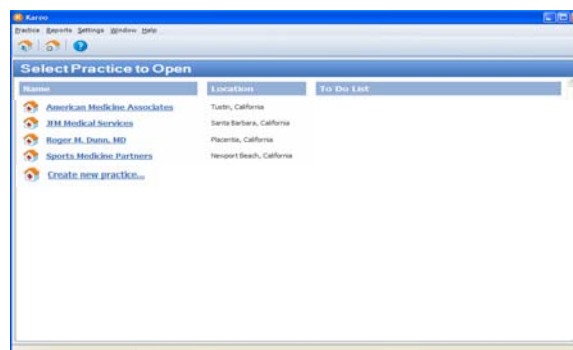 Kareo
Practice Reports Settings Window Help
Select Practice to Open
Name Location To Do List
American Medicine Associates Tustin, California
JEM Medical Services Santa Barbara, California
Roger M. Dunn, MD Placentia, California
Sports Medicine Partners Newport Beach, California
Create new practice...